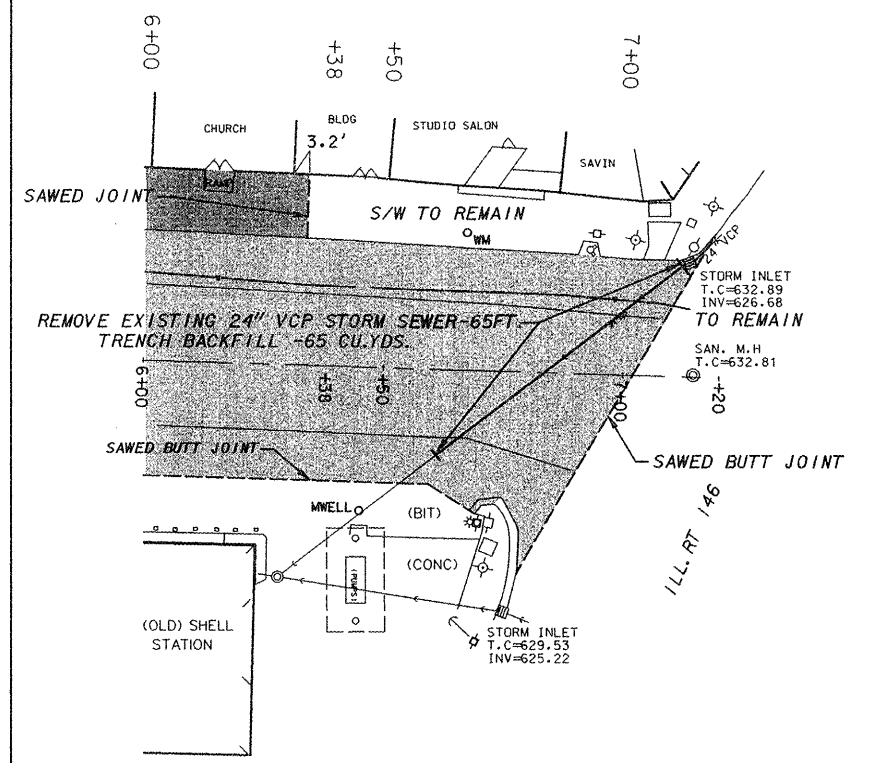 6+00
+38
+50
7+00
CHURCH
BLDG
3.2'
STUDIO SALON
SAVIN
RAMP
SAWED JOINT
S/W TO REMAIN
WM
24" VCP
STORM INLET
T.C=632.89
INV=626.68
TO REMAIN
REMOVE EXISTING 24" VCP STORM SEWER-65FT.
TRENCH BACKFILL -65 CU.YDS.
SAN. M.H
T.C=632.81
6+00
+38
+50
7+00
+20
SAWED BUTT JOINT
SAWED BUTT JOINT
MWELL
(BIT)
(CONC)
(PUMPS)
ILL. RT 146
(OLD) SHELL
STATION
STORM INLET
T.C=629.53
INV=625.22